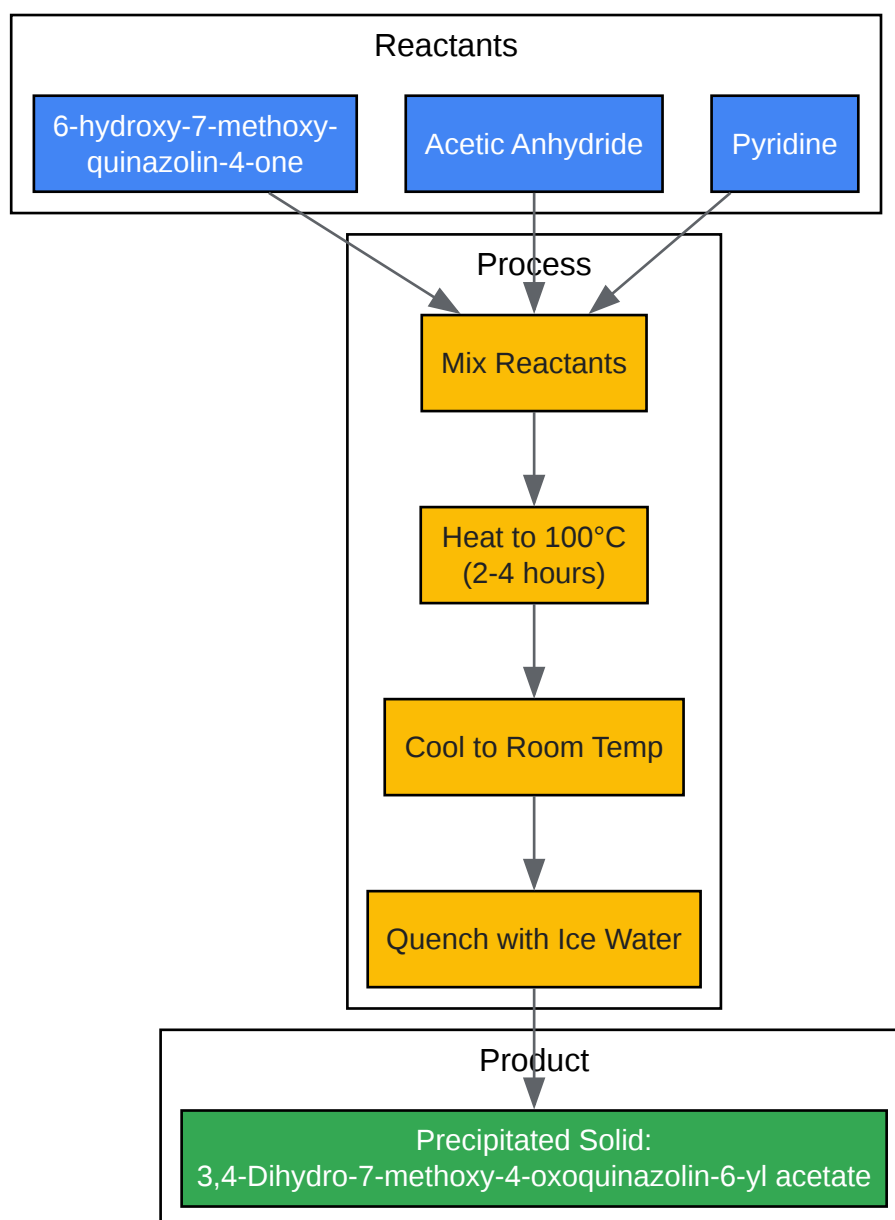 Reactants
6-hydroxy-7-methoxy-
quinazolin-4-one
Acetic Anhydride
Pyridine
Process
Mix Reactants
Heat to 100°C
(2-4 hours)
Cool to Room Temp
Quench with Ice Water
Product
Precipitated Solid:
3,4-Dihydro-7-methoxy-4-oxoquinazolin-6-yl acetate